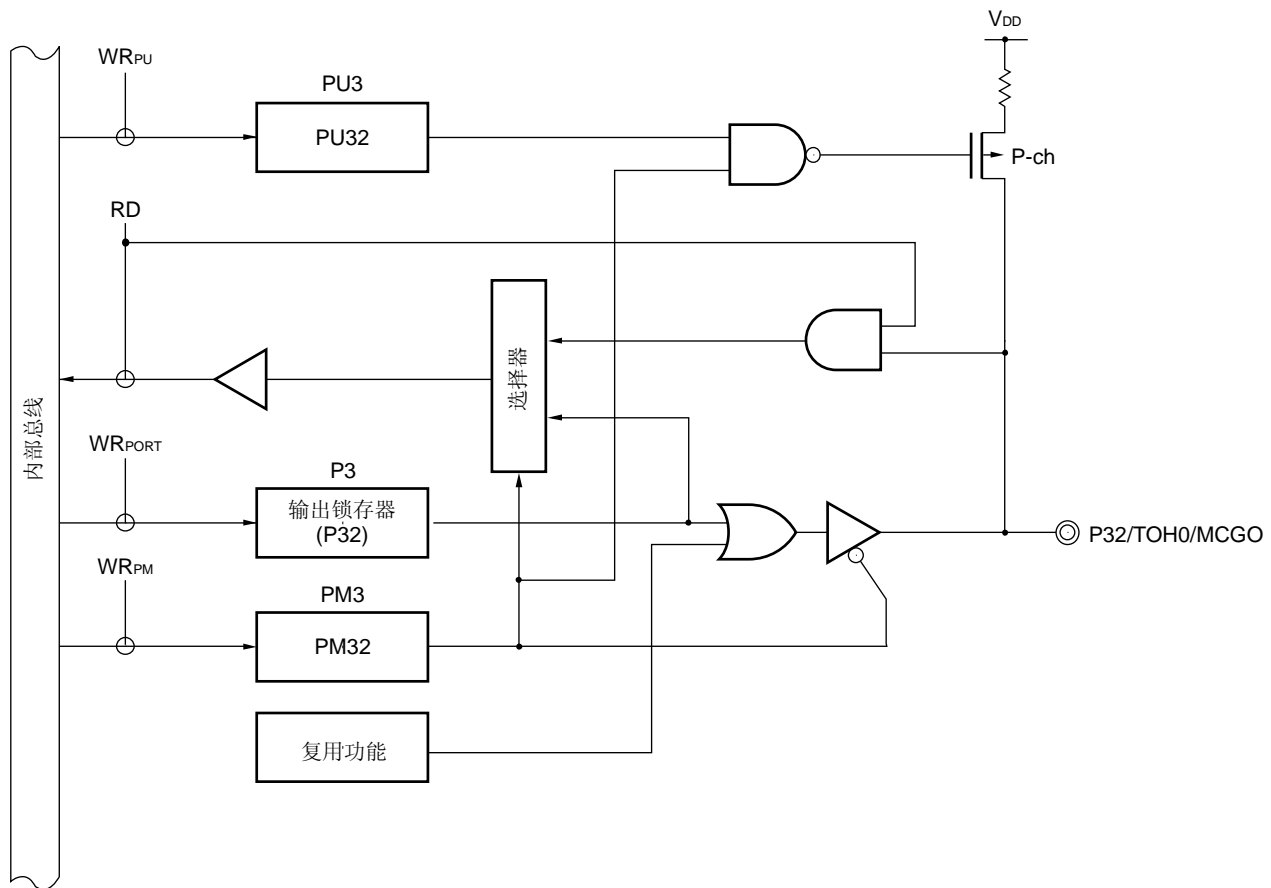 VDD
WRPU
PU3
PU32
P-ch
RD
选择器
内部总线
WRPORT
P3
输出锁存器
(P32)
P32/TOH0/MCGO
WRPM
PM3
PM32
复用功能